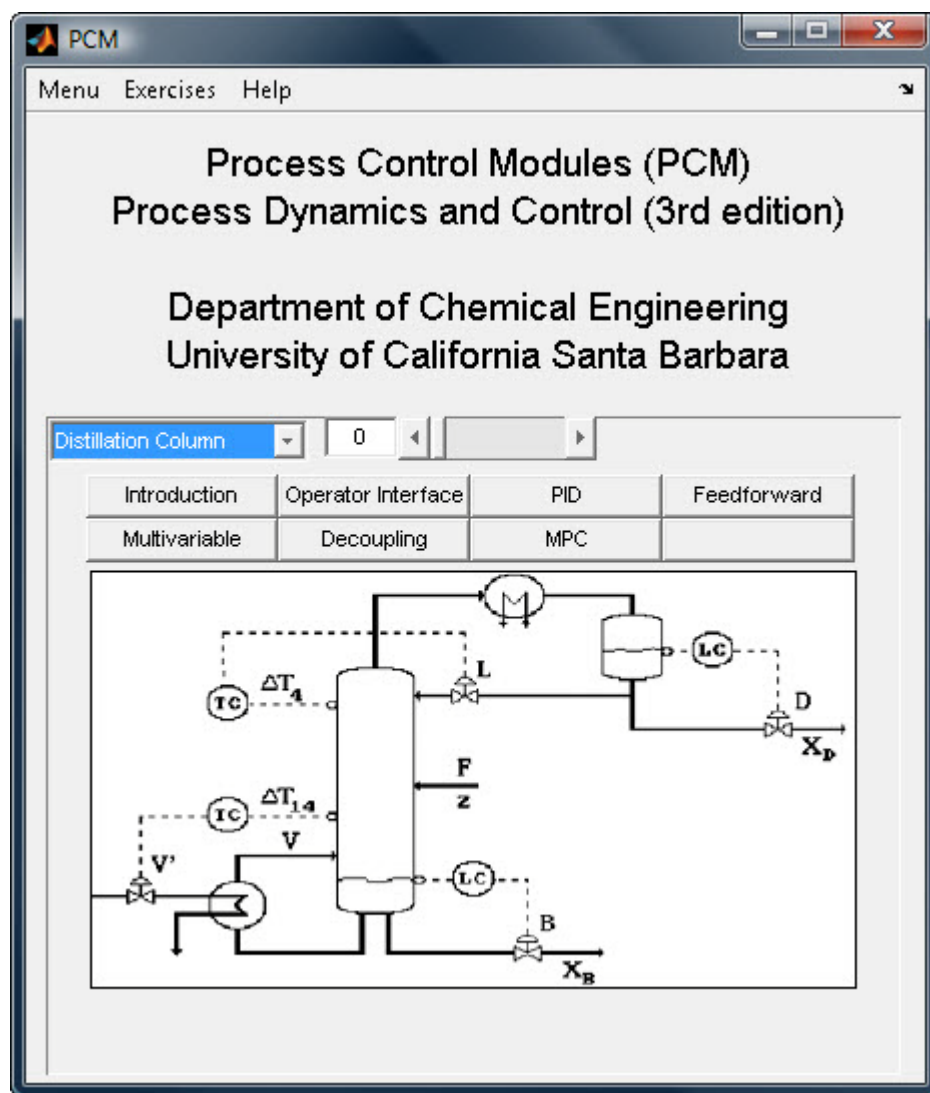 PCM
Menu Exercises Help
Process Control Modules (PCM)
Process Dynamics and Control (3rd edition)
Department of Chemical Engineering
University of California Santa Barbara
Distillation Column 0
Introduction Operator Interface PID Feedforward
Multivariable Decoupling MPC
LC
L
TC ΔT4
D
XD
F
z
TC ΔT14
V
V'
LC
B
XB